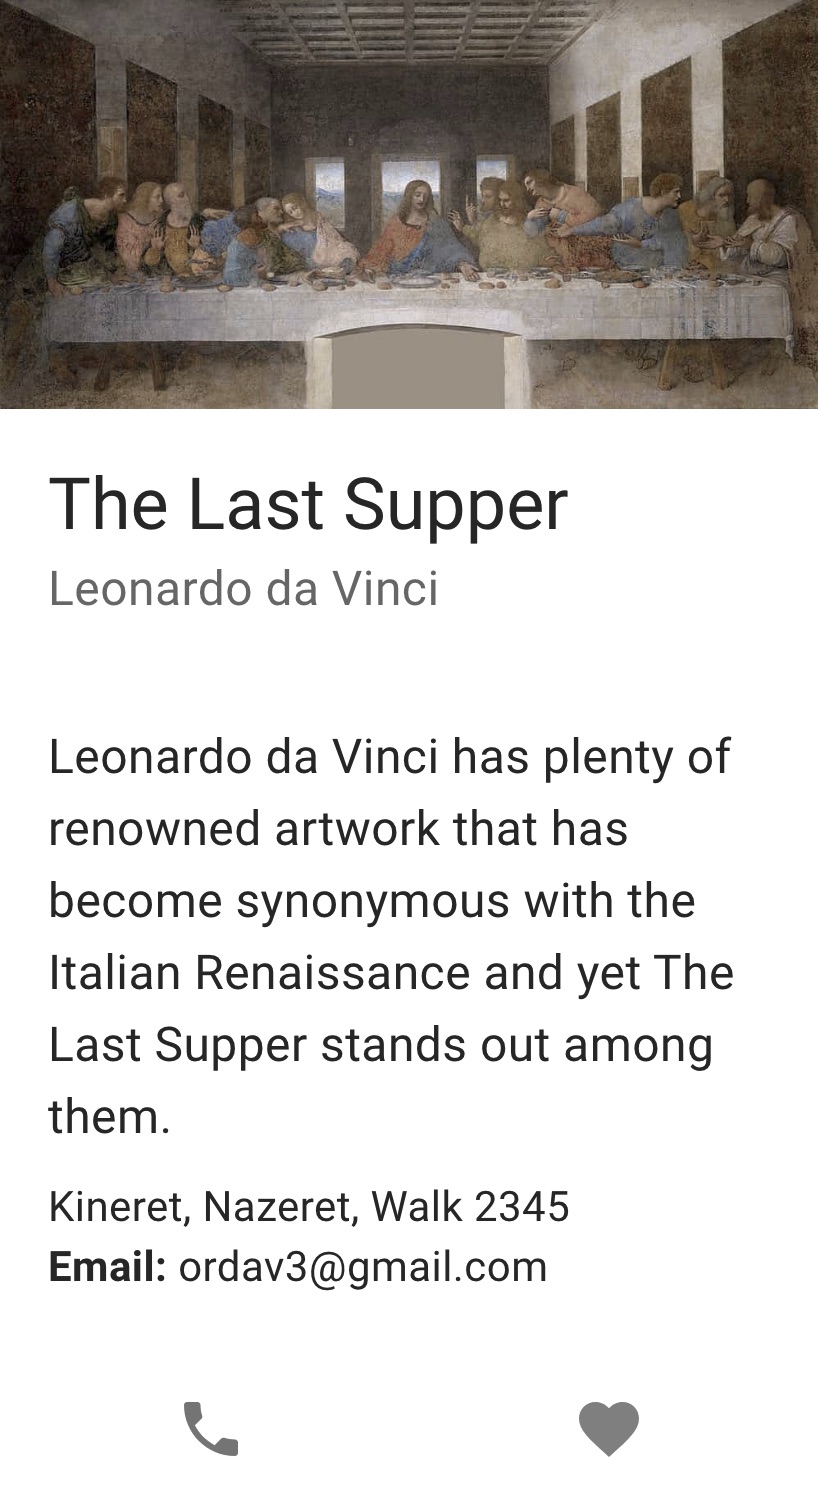 The Last Supper
Leonardo da Vinci
Leonardo da Vinci has plenty of
renowned artwork that has
become synonymous with the
Italian Renaissance and yet The
Last Supper stands out among
them.
Kineret, Nazeret, Walk 2345
Email: ordav3@gmail.com